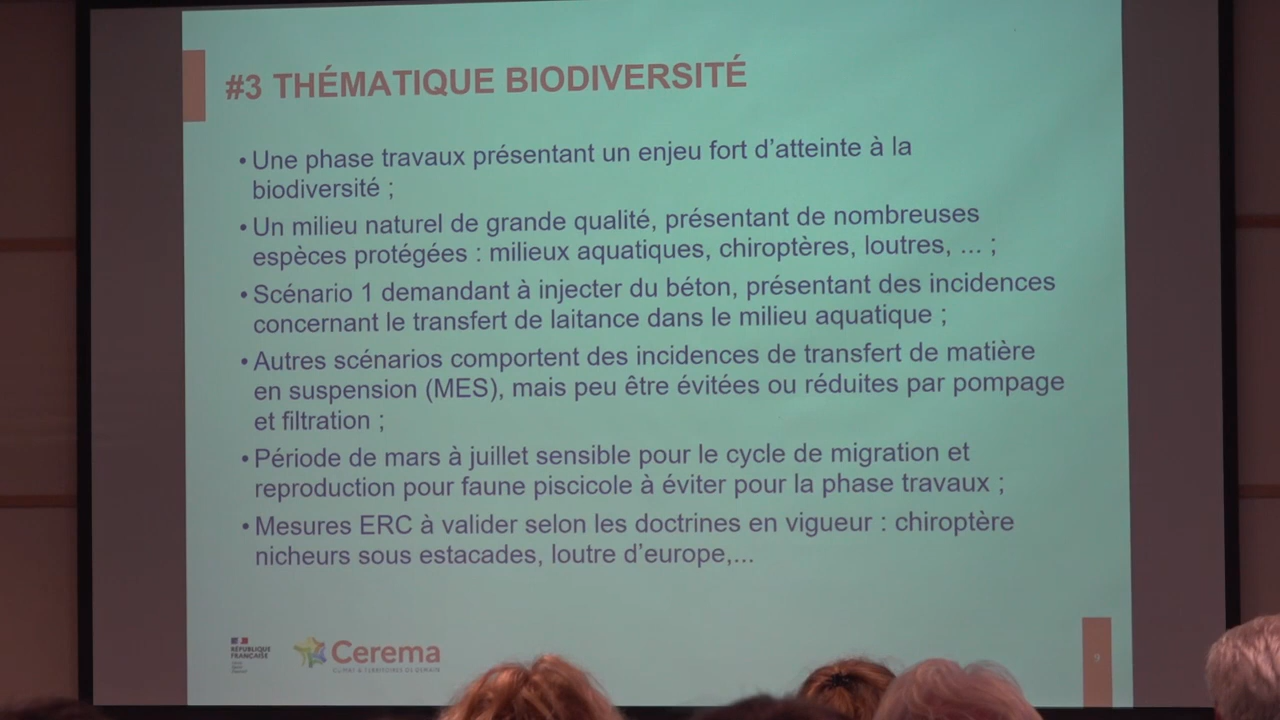 #3 THÉMATIQUE BIODIVERSITÉ
• Une phase travaux présentant un enjeu fort d'atteinte à la
biodiversité ;
• Un milieu naturel de grande qualité, présentant de nombreuses
espèces protégées : milieux aquatiques, chiroptères, loutres, ... ;
• Scénario 1 demandant à injecter du béton, présentant des incidences
concernant le transfert de laitance dans le milieu aquatique ;
• Autres scénarios comportent des incidences de transfert de matière
en suspension (MES), mais peu être évitées ou réduites par pompage
et filtration ;
• Période de mars à juillet sensible pour le cycle de migration et
reproduction pour faune piscicole à éviter pour la phase travaux ;
• Mesures ERC à valider selon les doctrines en vigueur : chiroptère
nicheurs sous estacades, loutre d'europe,...
RÉPUBLIQUE
FRANÇAISE
Cerema
CLIMAT & TERRITOIRES DE DEMAIN
9